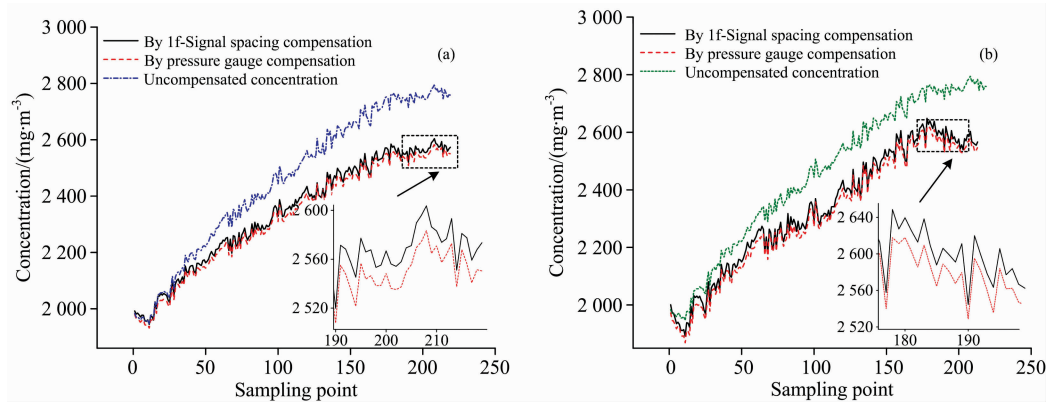 3 000
By 1f-Signal spacing compensation
(a)
By pressure gauge compensation
Uncompensated concentration
2 800
2 600
2 400
2 200
2 000
Concentration/(mg·m⁻³)
2 600
2 560
2 520
190 200 210
0 50 100 150 200 250
Sampling point
3 000
By 1f-Signal spacing compensation
By pressure gauge compensation
(b)
Uncompensated concentration
2 800
2 600
2 400
2 200
2 000
Concentration/(mg·m⁻³)
2 640
2 600
2 560
2 520
180 190
0 50 100 150 200 250
Sampling point